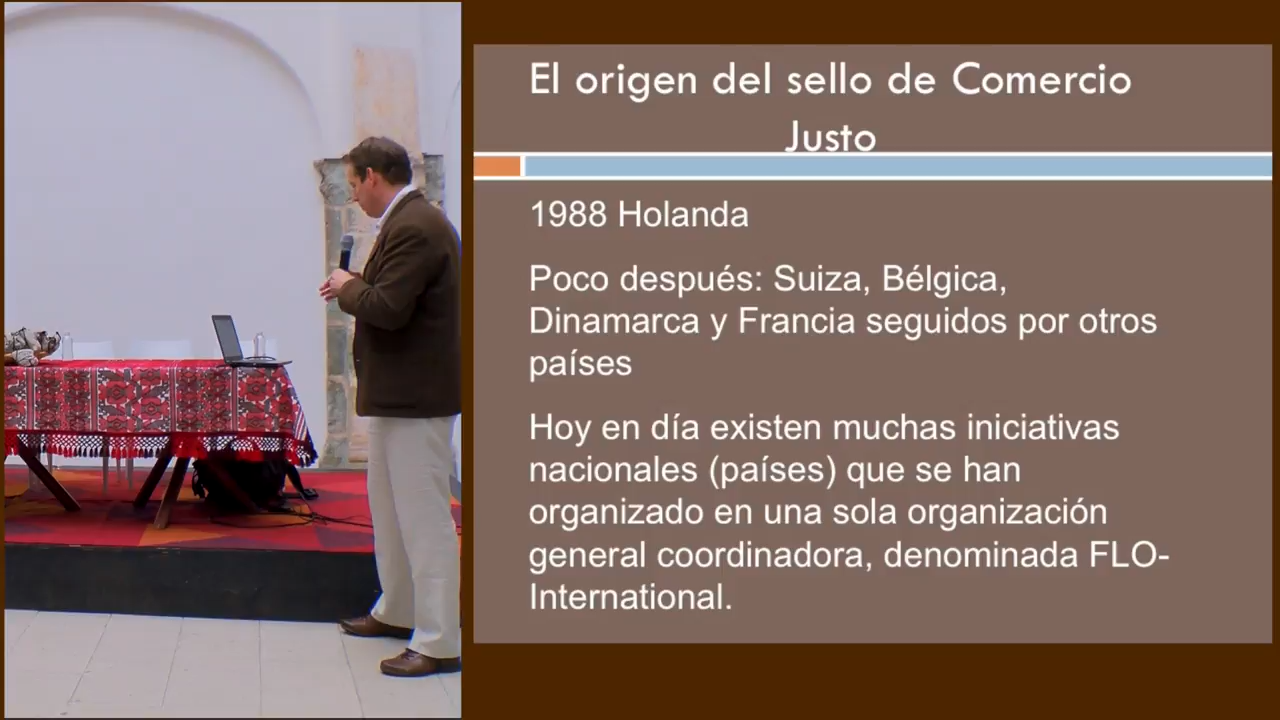 El origen del sello de Comercio
Justo
1988 Holanda
Poco después: Suiza, Bélgica,
Dinamarca y Francia seguidos por otros
países
Hoy en día existen muchas iniciativas
nacionales (países) que se han
organizado en una sola organización
general coordinadora, denominada FLO-
International.